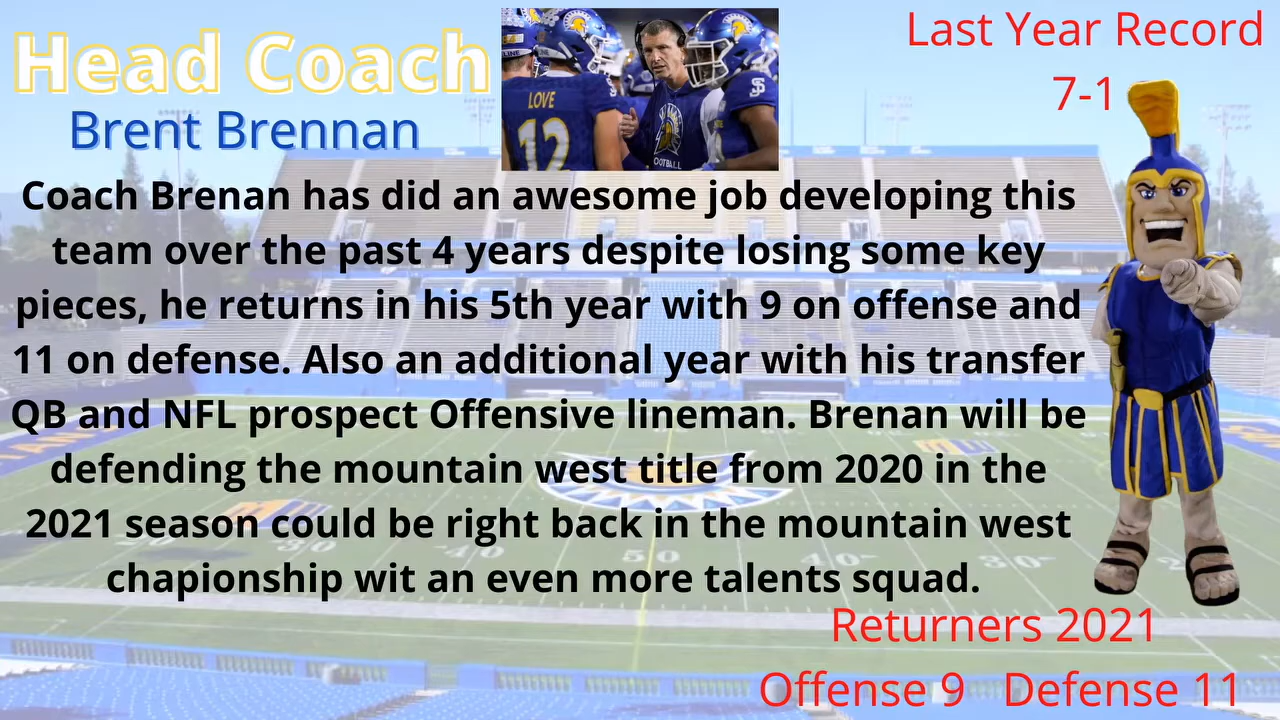 Head Coach
Brent Brennan
Last Year Record
7-1
LOVE
12
FOOTBALL
Coach Brenan has did an awesome job developing this
team over the past 4 years despite losing some key
pieces, he returns in his 5th year with 9 on offense and
11 on defense. Also an additional year with his transfer
QB and NFL prospect Offensive lineman. Brenan will be
defending the mountain west title from 2020 in the
2021 season could be right back in the mountain west
chapionship wit an even more talents squad.
50
Returners 2021
Offense 9 Defense 11